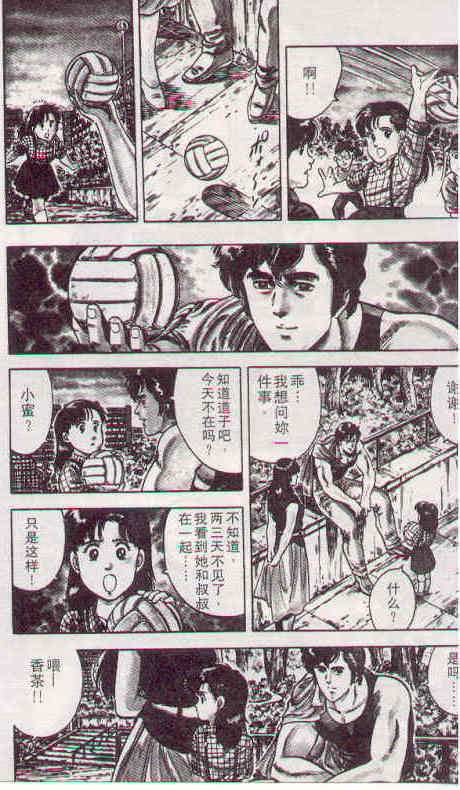 啊!!
谢谢!
乖…
我想问妳一
件事．
什么?
知道道子吧．
今天不在吗?
小蜜?
不知道．
两三天不见了，
我看到她和叔叔
在一起……
只是这样!
是吗……
喂—
香茶!!